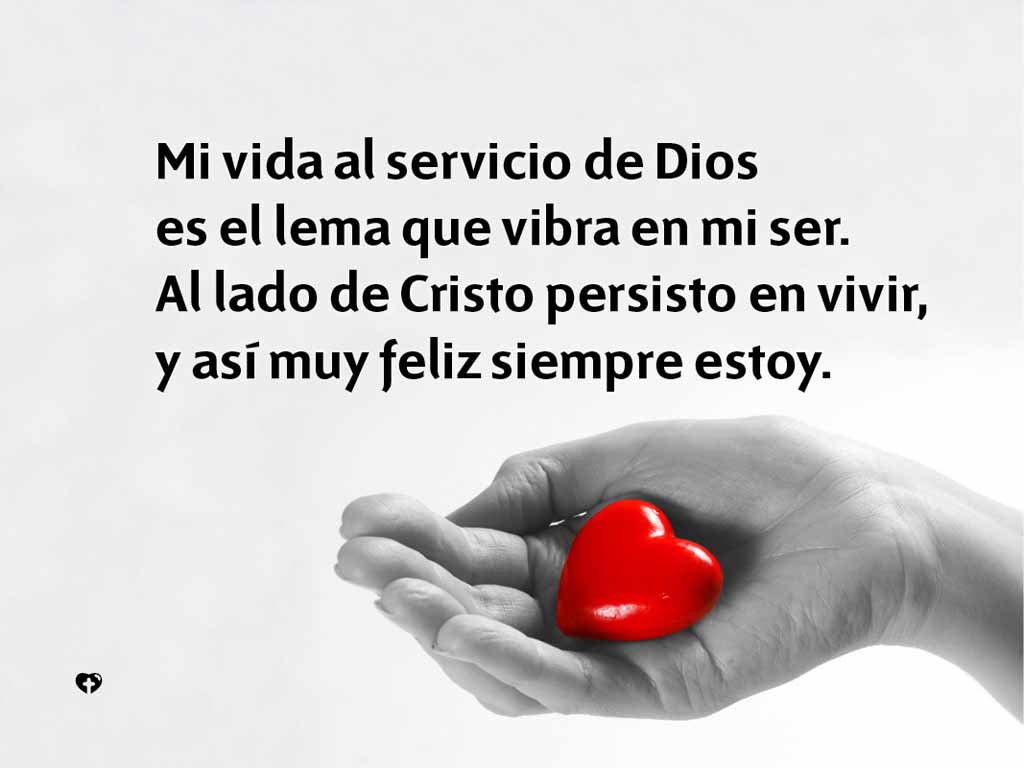 Mi vida al servicio de Dios
es el lema que vibra en mi ser.
Al lado de Cristo persisto en vivir,
y así muy feliz siempre estoy.